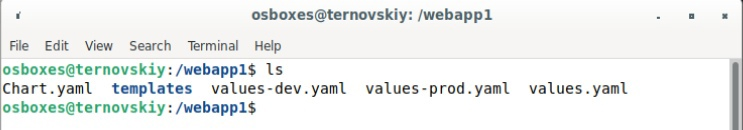 osboxes@ternovskiy: /webapp1
File Edit View Search Terminal Help
osboxes@ternovskiy:/webapp1$ ls
Chart.yaml templates values-dev.yaml values-prod.yaml values.yaml
osboxes@ternovskiy:/webapp1$